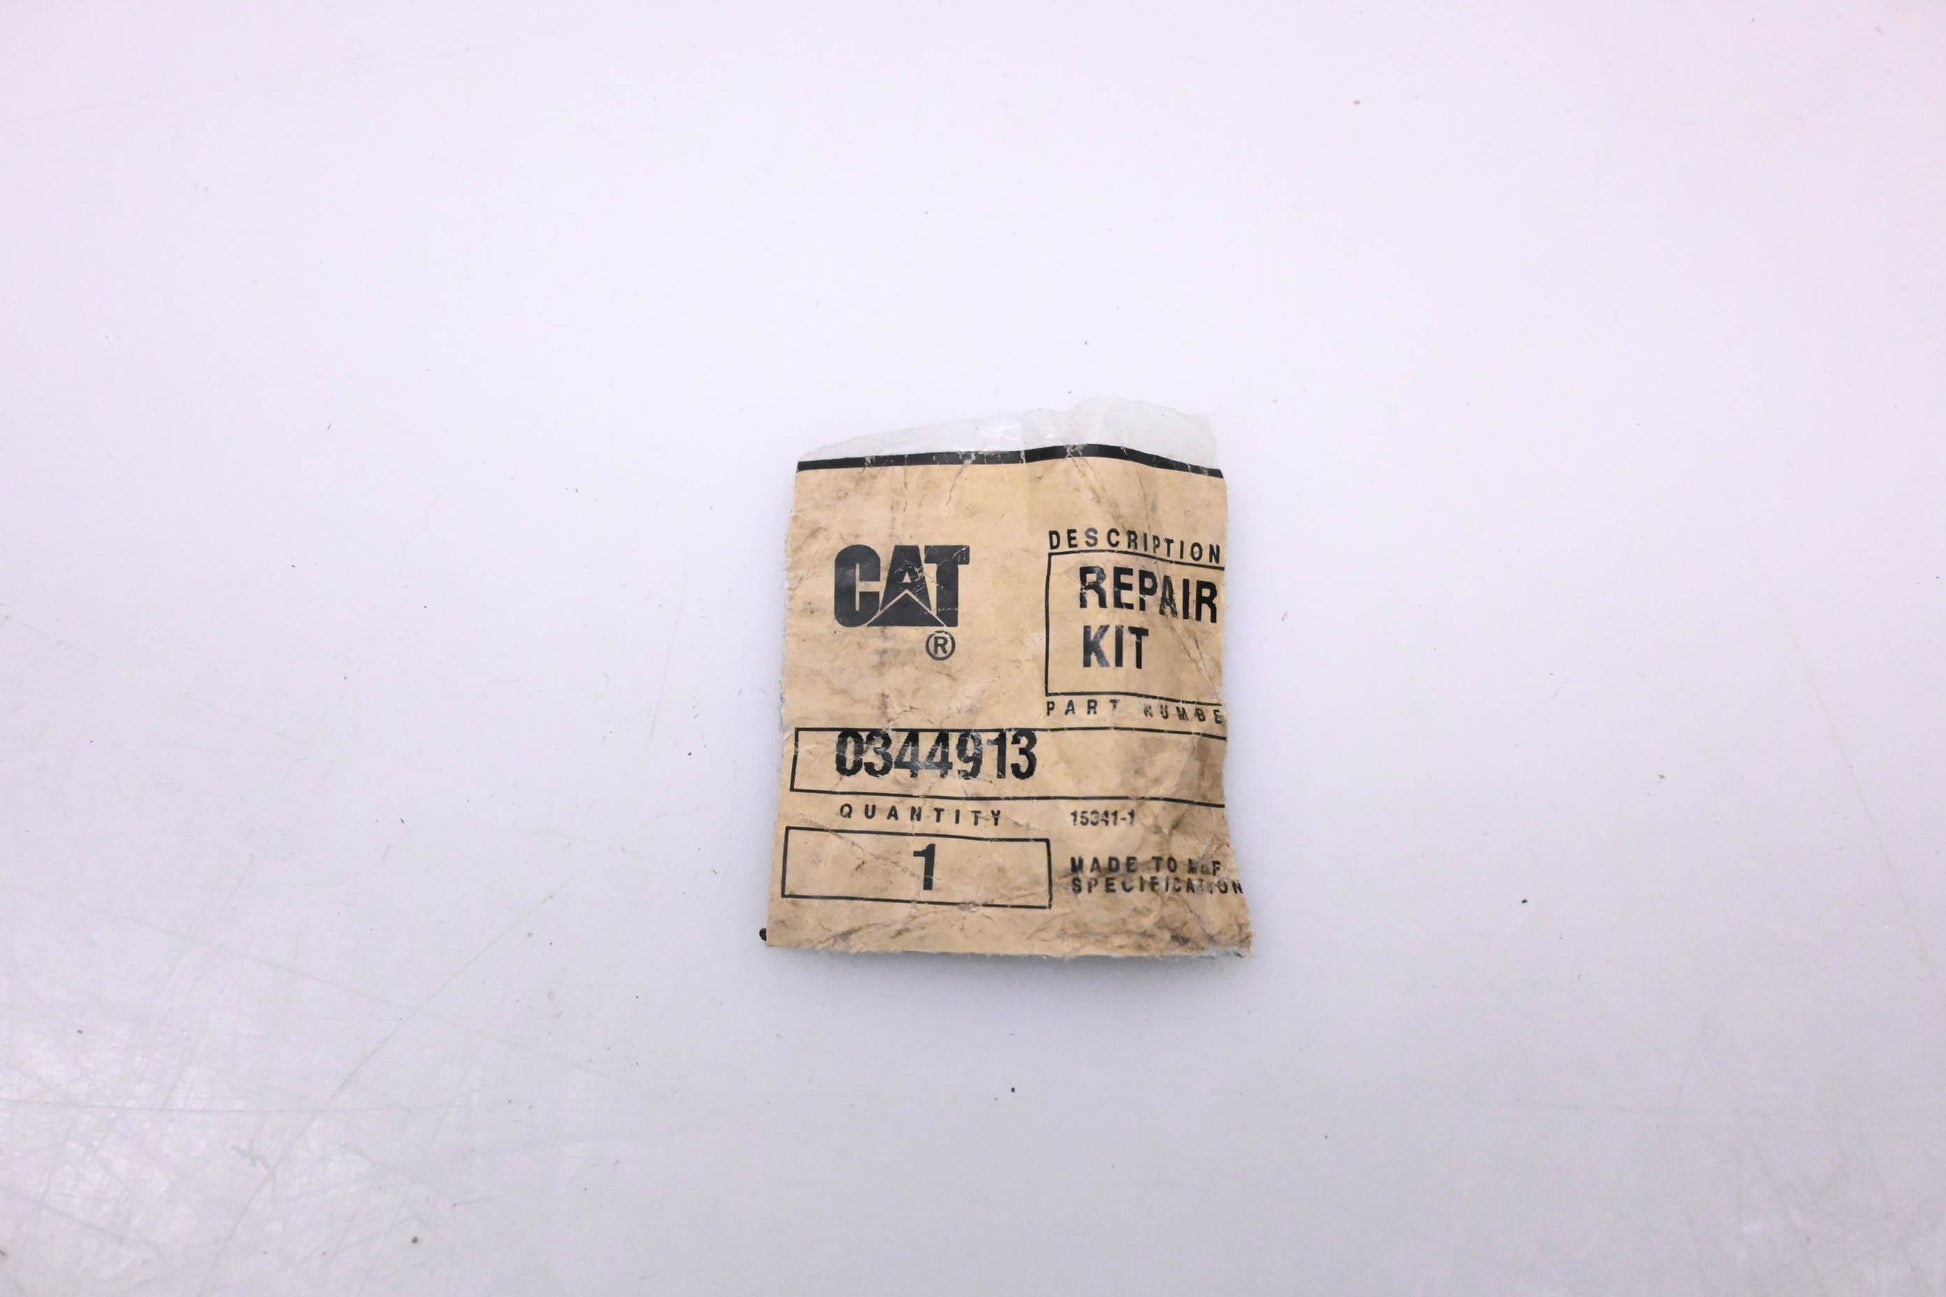 CAT
®
DESCRIPTION
REPAIR
KIT
PART NUMBE
0344913
QUANTITY
1
15341-1
MADE TO
SPECIFICATION